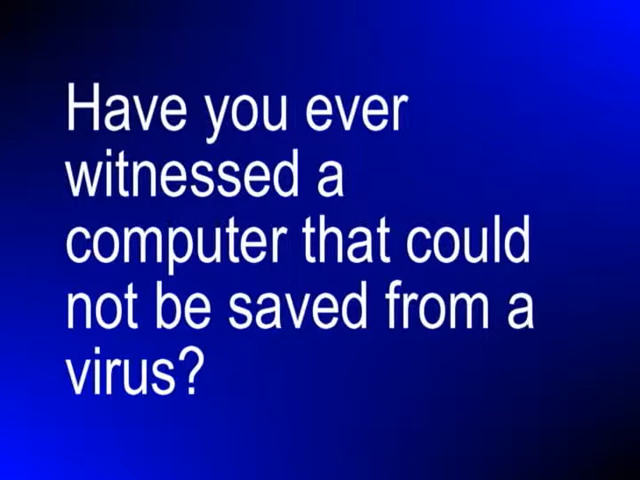 Have you ever
witnessed a
computer that could
not be saved from a
virus?